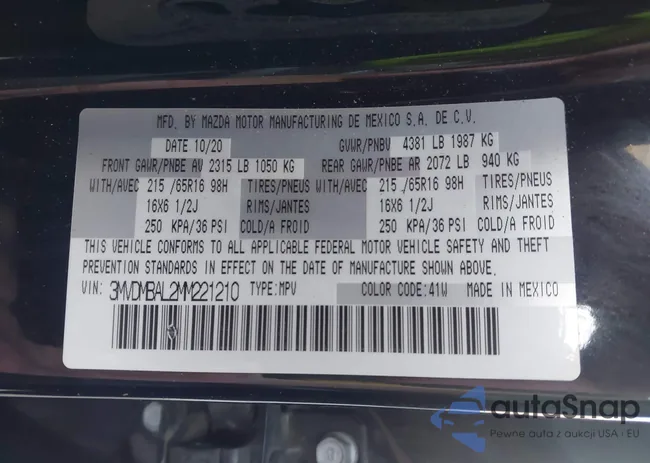 MFD. BY MAZDA MOTOR MANUFACTURING DE MEXICO S.A. DE C.V.
DATE 10/20 GVWR/PNBV 4381 LB 1987 KG
FRONT GAWR/PNBE AV 2315 LB 1050 KG REAR GAWR/PNBE AR 2072 LB 940 KG
WITH/AVEC 215 /65R16 98H TIRES/PNEUS WITH/AVEC 215 /65R16 98H TIRES/PNEUS
16X6 1/2J RIMS/JANTES 16X6 1/2J RIMS/JANTES
250 KPA/36 PSI COLD/A FROID 250 KPA/36 PSI COLD/A FROID
THIS VEHICLE CONFORMS TO ALL APPLICABLE FEDERAL MOTOR VEHICLE SAFETY AND THEFT
PREVENTION STANDARDS IN EFFECT ON THE DATE OF MANUFACTURE SHOWN ABOVE.
VIN: 3MVDMBAL2MM221210 TYPE:MPV COLOR CODE:41W MADE IN MEXICO
autoSnap
Pewne auta z aukcji USA i EU